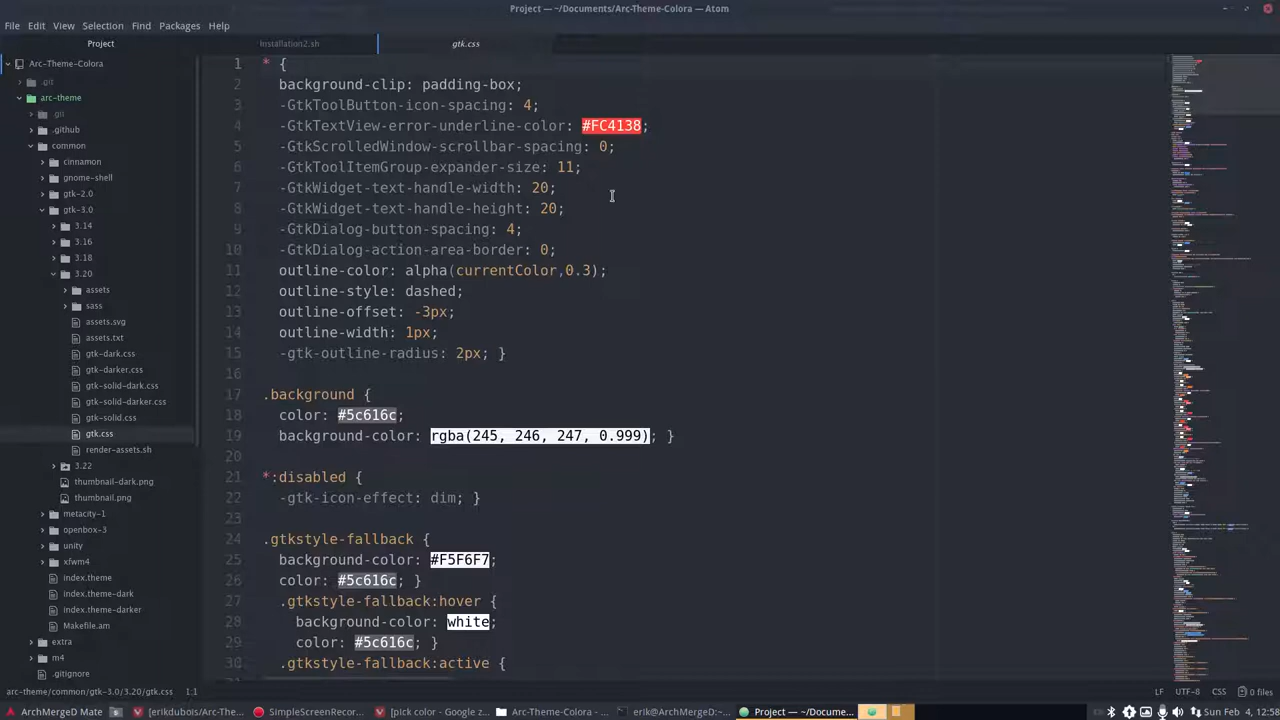 Project — ~/Documents/Arc-Theme-Colora — Atom
File Edit View Selection Find Packages Help
Project
Installation2.sh
gtk.css
Arc-Theme-Colora
.git
arc-theme
.git
.github
common
cinnamon
gnome-shell
gtk-2.0
gtk-3.0
3.14
3.16
3.18
3.20
assets
sass
assets.svg
assets.txt
gtk-dark.css
gtk-darker.css
gtk-solid-dark.css
gtk-solid-darker.css
gtk-solid.css
gtk.css
render-assets.sh
3.22
thumbnail-dark.png
thumbnail.png
metacity-1
openbox-3
unity
xfwm4
index.theme
index.theme-dark
index.theme-darker
Makefile.am
extra
m4
.gitignore
1 * {
2 background-clip: padding-box;
3 -GtkToolButton-icon-spacing: 4;
4 -GtkTextView-error-underline-color: #FC4138;
5 -GtkScrolledWindow-scrollbar-spacing: 0;
6 -GtkToolItemGroup-expander-size: 11;
7 -GtkWidget-text-handle-width: 20;
8 -GtkWidget-text-handle-height: 20;
9 -GtkDialog-button-spacing: 4;
10 -GtkDialog-action-area-border: 0;
11 outline-color: alpha(currentColor,0.3);
12 outline-style: dashed;
13 outline-offset: -3px;
14 outline-width: 1px;
15 -gtk-outline-radius: 2px; }
16
17 .background {
18 color: #5c616c;
19 background-color: rgba(245, 246, 247, 0.999); }
20
21 *:disabled {
22 -gtk-icon-effect: dim; }
23
24 .gtkstyle-fallback {
25 background-color: #F5F6F7;
26 color: #5c616c; }
27 .gtkstyle-fallback:hover {
28 background-color: white;
29 color: #5c616c; }
30 .gtkstyle-fallback:active {
arc-theme/common/gtk-3.0/3.20/gtk.css 1:1
LF UTF-8 CSS 0 files
ArchMergeD Mate [erikdubois/Arc-The... SimpleScreenRecor... [pick color - Google ... Arc-Theme-Colora - ... erik@ArchMergeD:~... Project — ~/Docume... Sun Feb 4, 12:58